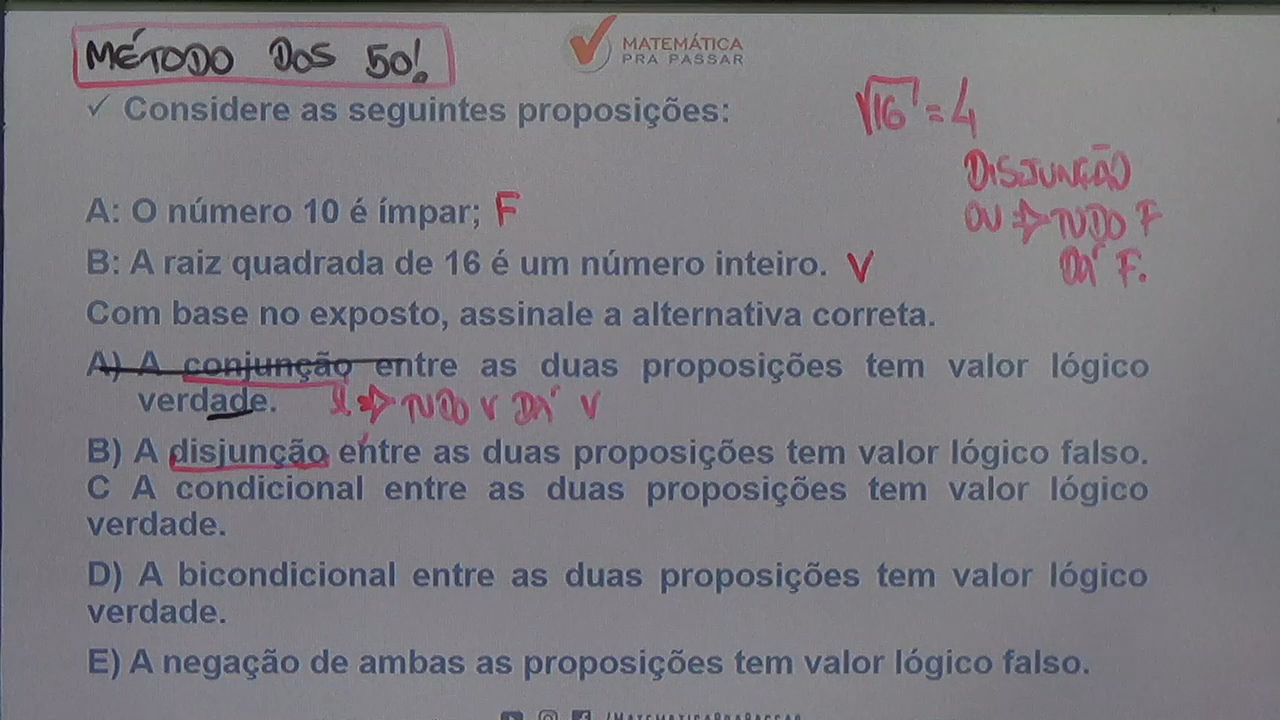 MÉTODO DOS 50!
MATEMÁTICA
PRA PASSAR
✓ Considere as seguintes proposições:
√16 = 4
DISJUNÇÃO
OU ⇒ TUDO F
DÁ F.
A: O número 10 é ímpar; F
B: A raiz quadrada de 16 é um número inteiro. V
Com base no exposto, assinale a alternativa correta.
A) A conjunção entre as duas proposições tem valor lógico
verdade. ⇒ TUDO V DÁ V
B) A disjunção entre as duas proposições tem valor lógico falso.
C A condicional entre as duas proposições tem valor lógico
verdade.
D) A bicondicional entre as duas proposições tem valor lógico
verdade.
E) A negação de ambas as proposições tem valor lógico falso.
/MATEMATICAPRAPASSAR